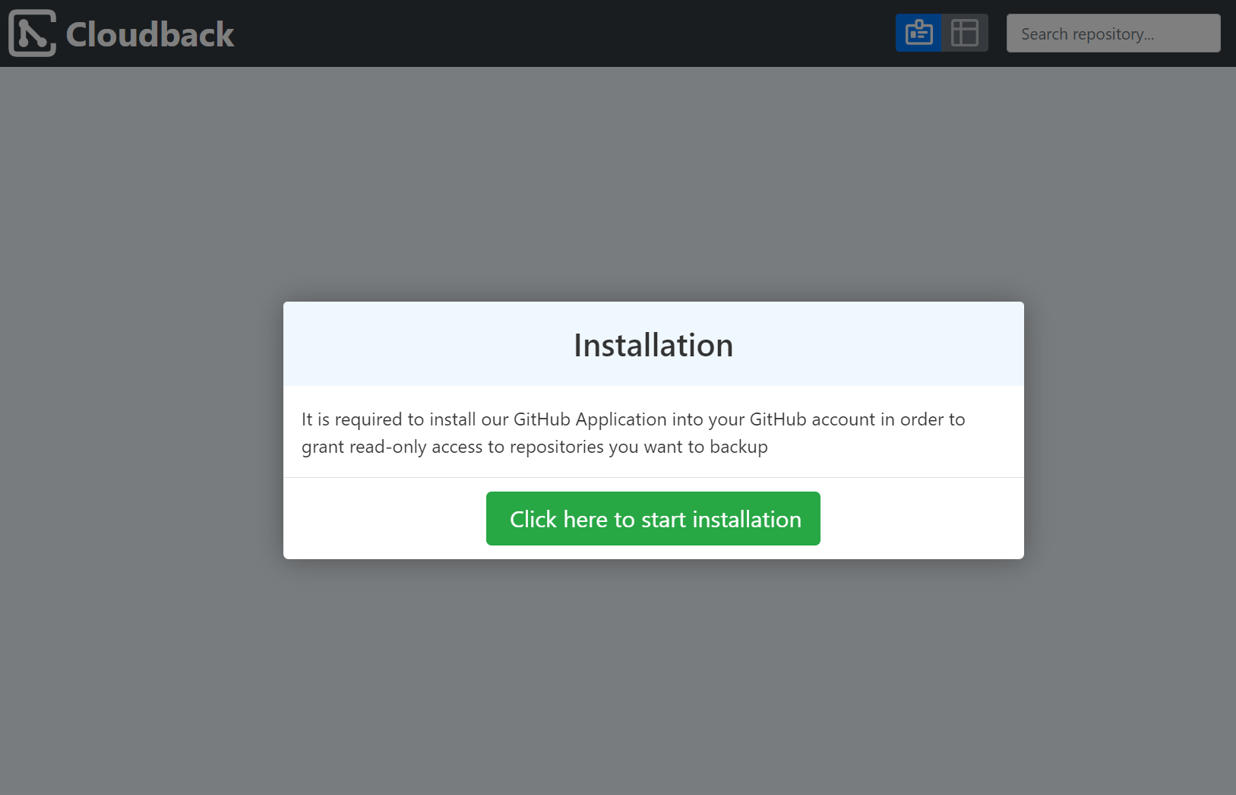 Cloudback
Search repository...
Installation
It is required to install our GitHub Application into your GitHub account in order to
grant read-only access to repositories you want to backup
Click here to start installation